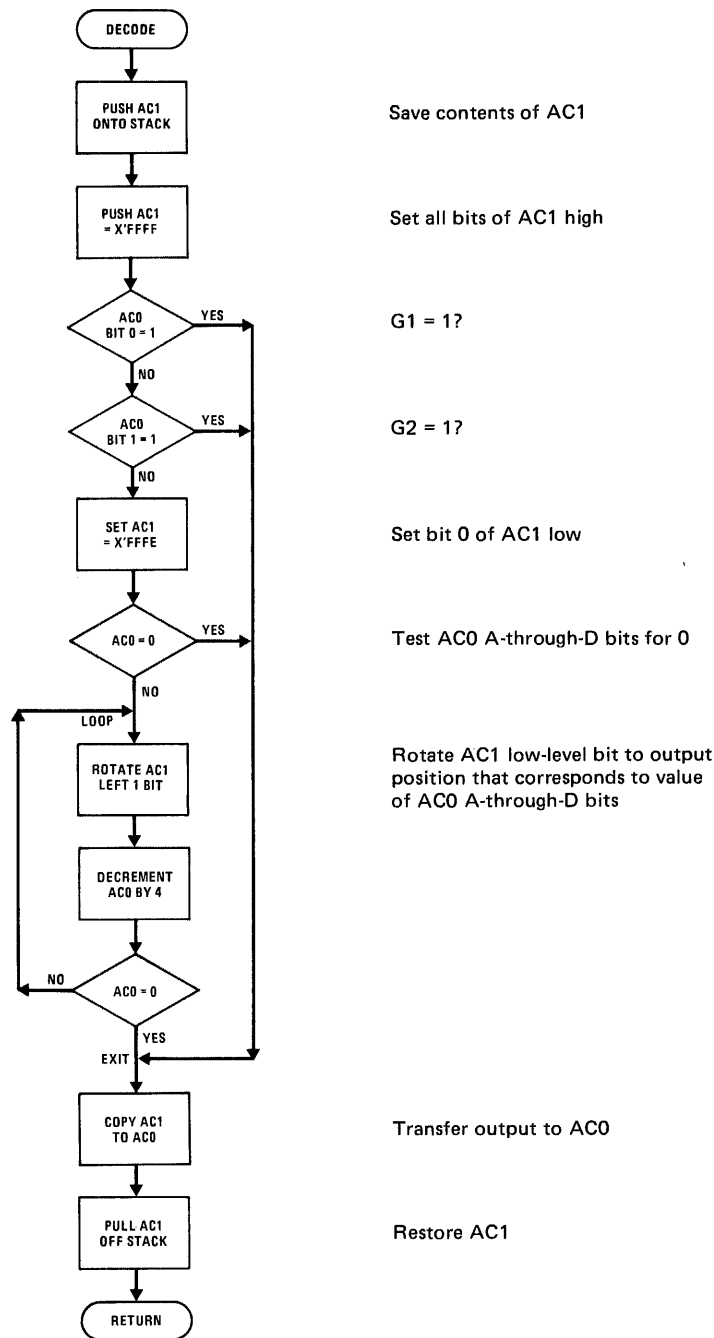 DECODE
PUSH AC1
ONTO STACK
Save contents of AC1
PUSH AC1
= X'FFFF
Set all bits of AC1 high
AC0
BIT 0 = 1
YES
G1 = 1?
NO
AC0
BIT 1 = 1
YES
G2 = 1?
NO
SET AC1
= X'FFFE
Set bit 0 of AC1 low
AC0 = 0
YES
Test AC0 A-through-D bits for 0
NO
LOOP
ROTATE AC1
LEFT 1 BIT
Rotate AC1 low-level bit to output
position that corresponds to value
of AC0 A-through-D bits
DECREMENT
AC0 BY 4
NO
AC0 = 0
YES
EXIT
COPY AC1
TO AC0
Transfer output to AC0
PULL AC1
OFF STACK
Restore AC1
RETURN